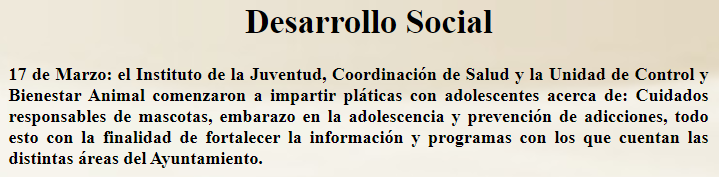 Desarrollo Social
17 de Marzo: el Instituto de la Juventud, Coordinación de Salud y la Unidad de Control y
Bienestar Animal comenzaron a impartir pláticas con adolescentes acerca de: Cuidados
responsables de mascotas, embarazo en la adolescencia y prevención de adicciones, todo
esto con la finalidad de fortalecer la información y programas con los que cuentan las
distintas áreas del Ayuntamiento.